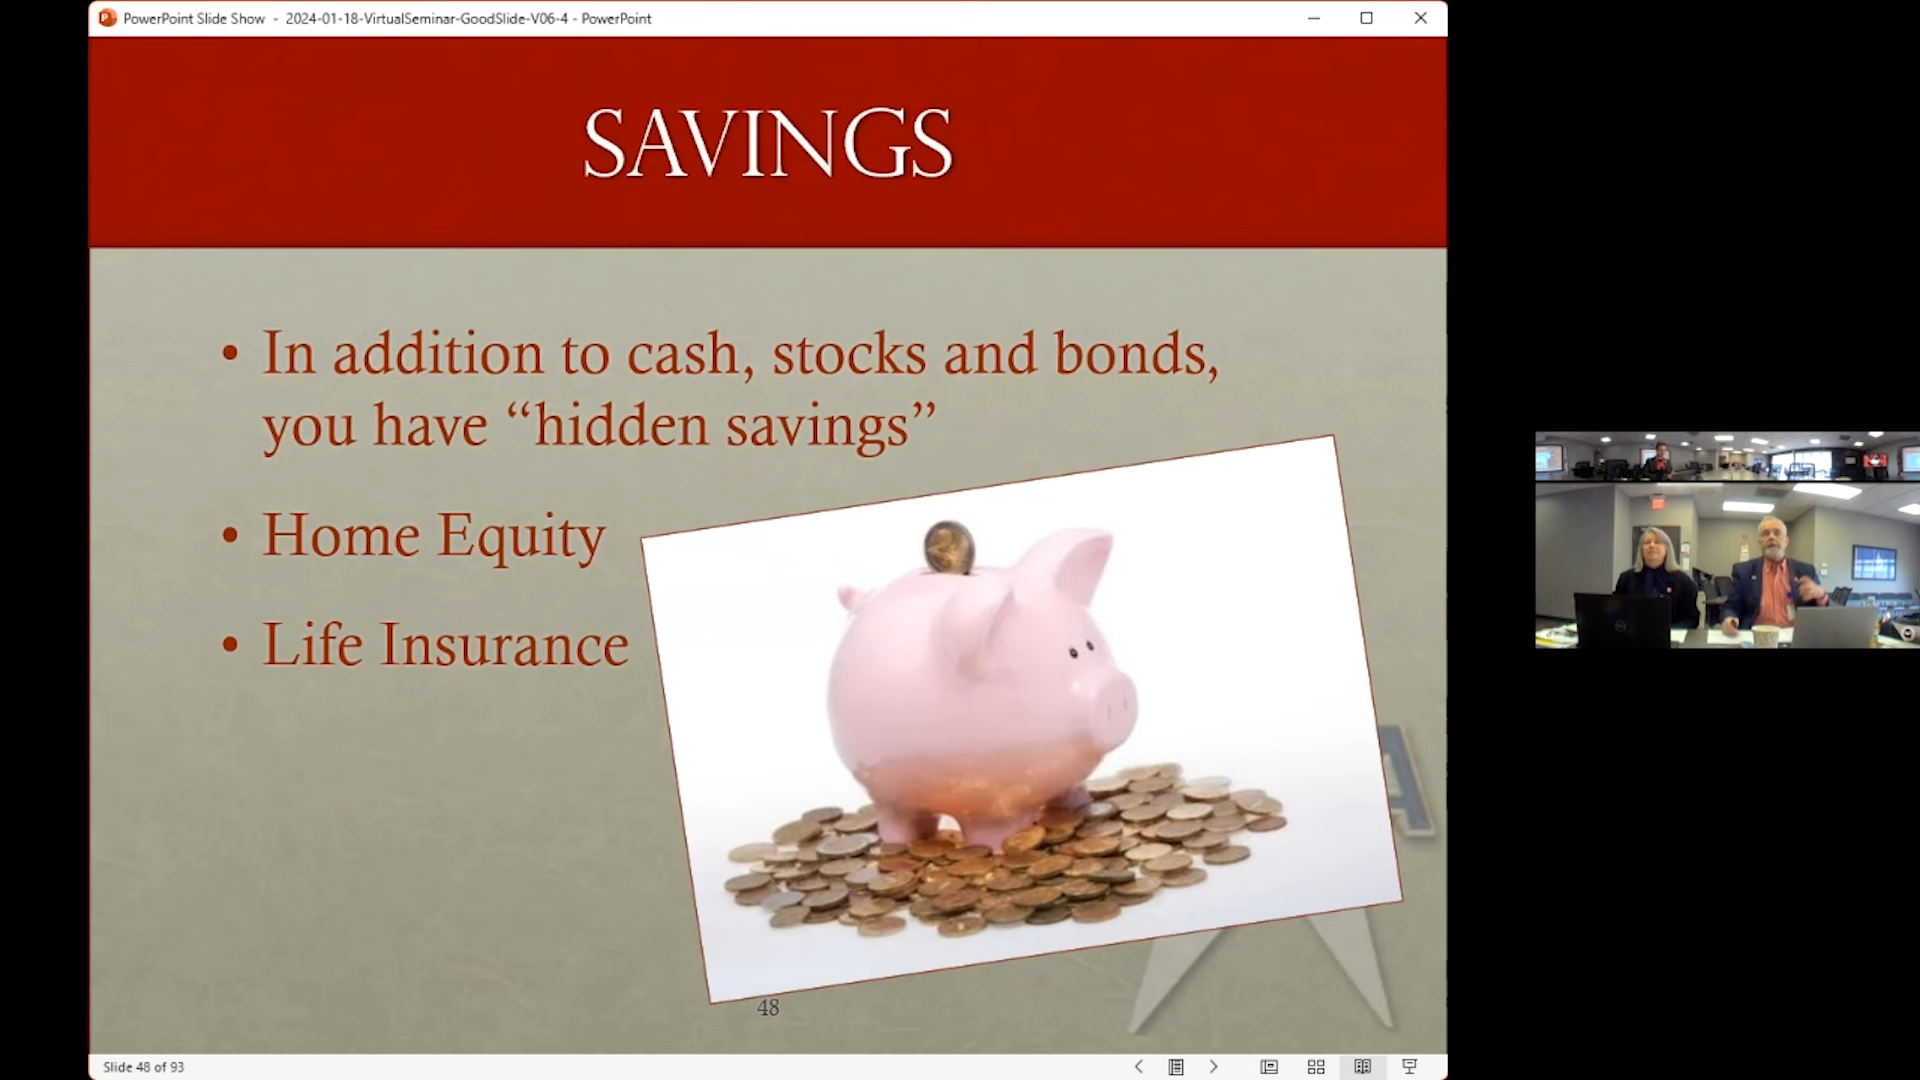 PowerPoint Slide Show - 2024-01-18-VirtualSeminar-GoodSlide-V06-4 - PowerPoint
SAVINGS
• In addition to cash, stocks and bonds,
you have “hidden savings”
• Home Equity
• Life Insurance
A
48
Slide 48 of 93